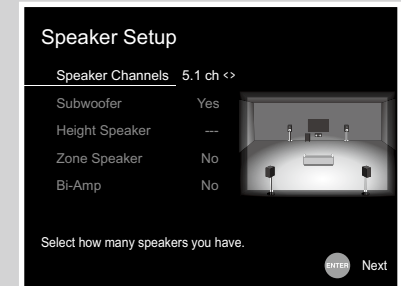 Speaker Setup
Speaker Channels 5.1 ch <>
Subwoofer Yes
Height Speaker ---
Zone Speaker No
Bi-Amp No
Select how many speakers you have.
ENTER Next